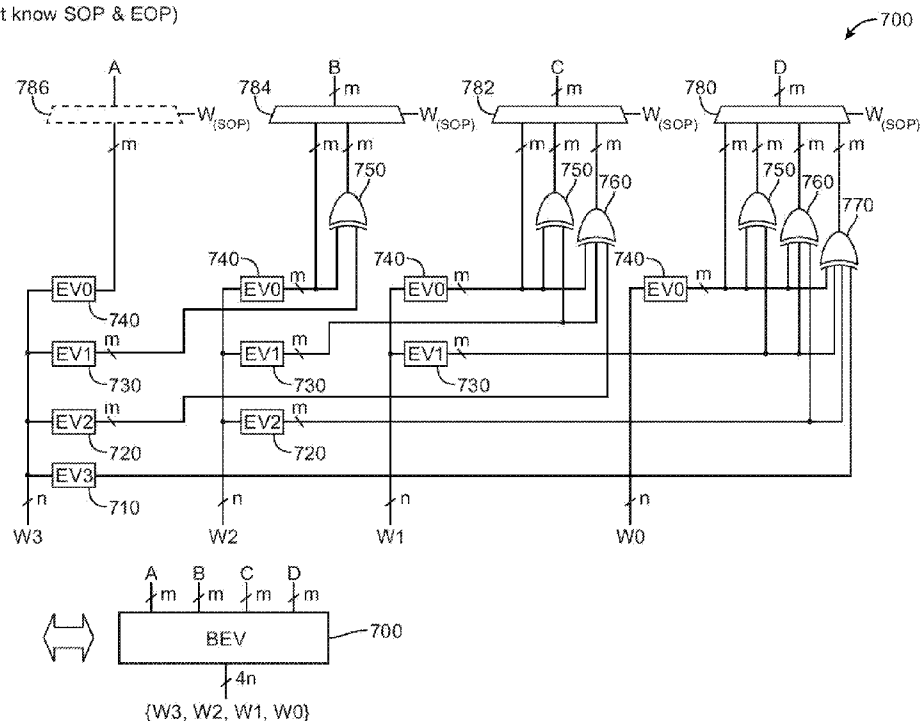 t know SOP & EOP)
700
A B C D
786 784 m 782 m 780 m
W(SOP) W(SOP) W(SOP) W(SOP)
m m m m m m m m m m
750 750 760 750 760 770
740 740 740
EV0 EV0 m EV0 m EV0 m
740
EV1 m EV1 m EV1 m
730 730 730
EV2 m EV2 m
720 720
EV3
710
n n n n
W3 W2 W1 W0
A B C D
m m m m
BEV 700
4n
{W3, W2, W1, W0}